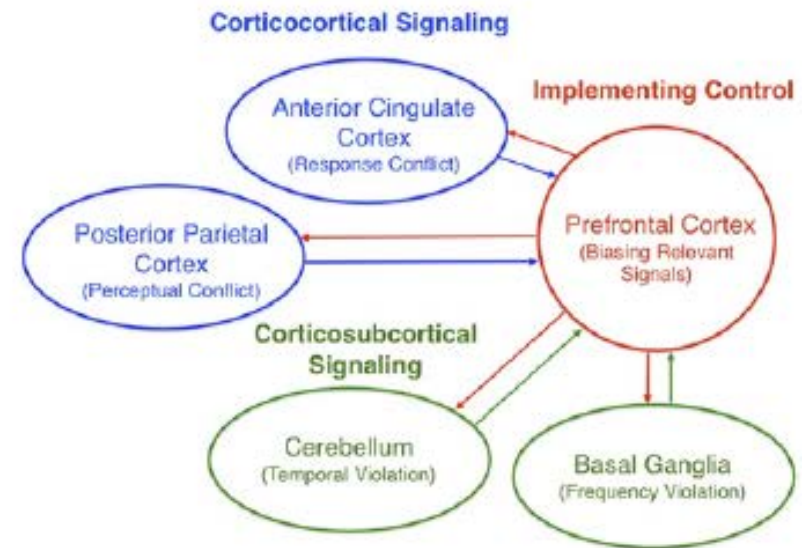 Corticocortical Signaling
Implementing Control
Anterior Cingulate
Cortex
(Response Conflict)
Posterior Parietal
Cortex
(Perceptual Conflict)
Prefrontal Cortex
(Biasing Relevant
Signals)
Corticosubcortical
Signaling
Cerebellum
(Temporal Violation)
Basal Ganglia
(Frequency Violation)